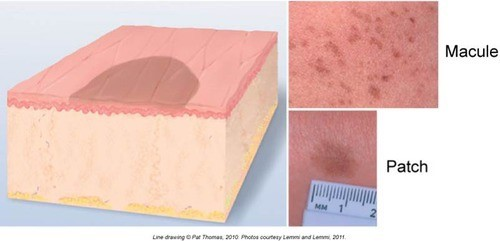 Macule
Patch
MM 1 2
Line drawing © Pat Thomas, 2010. Photos courtesy Lemmi and Lemmi, 2011.